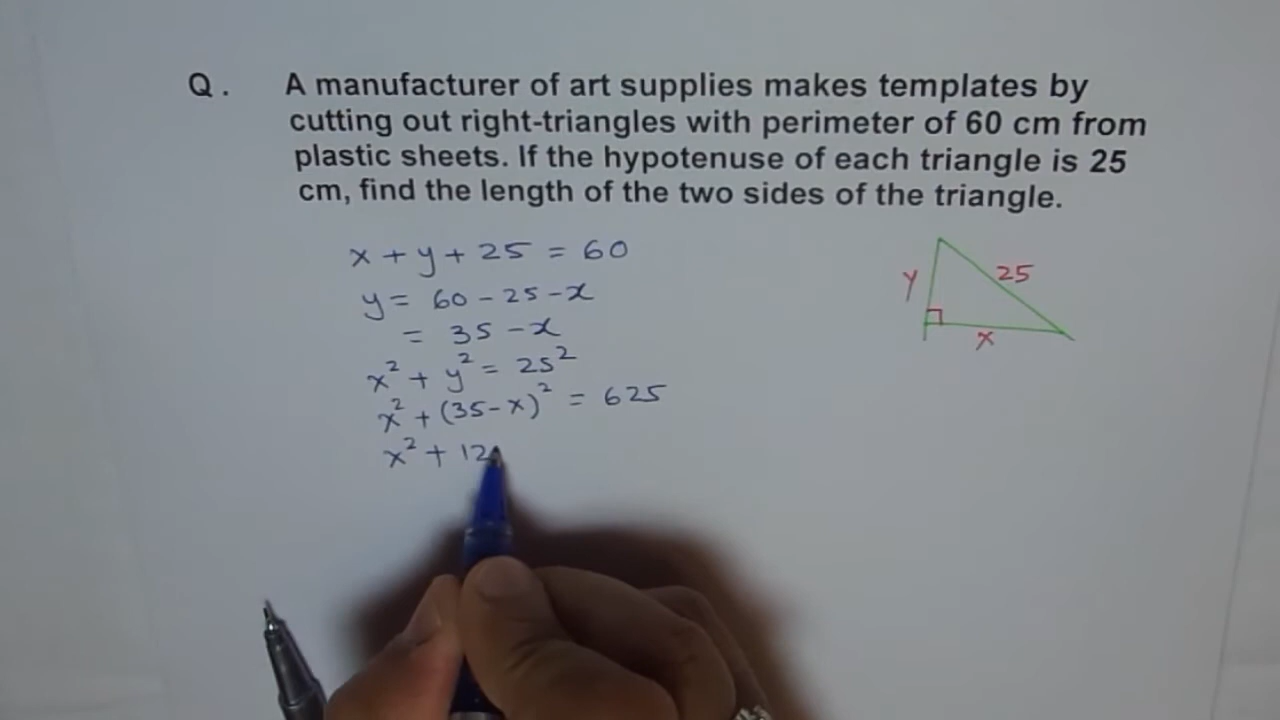 Q. A manufacturer of art supplies makes templates by
cutting out right-triangles with perimeter of 60 cm from
plastic sheets. If the hypotenuse of each triangle is 25
cm, find the length of the two sides of the triangle.
x + y + 25 = 60
y = 60 - 25 - x
= 35 - x
x² + y² = 25²
x² + (35 - x)² = 625
x² + 12
y
25
x